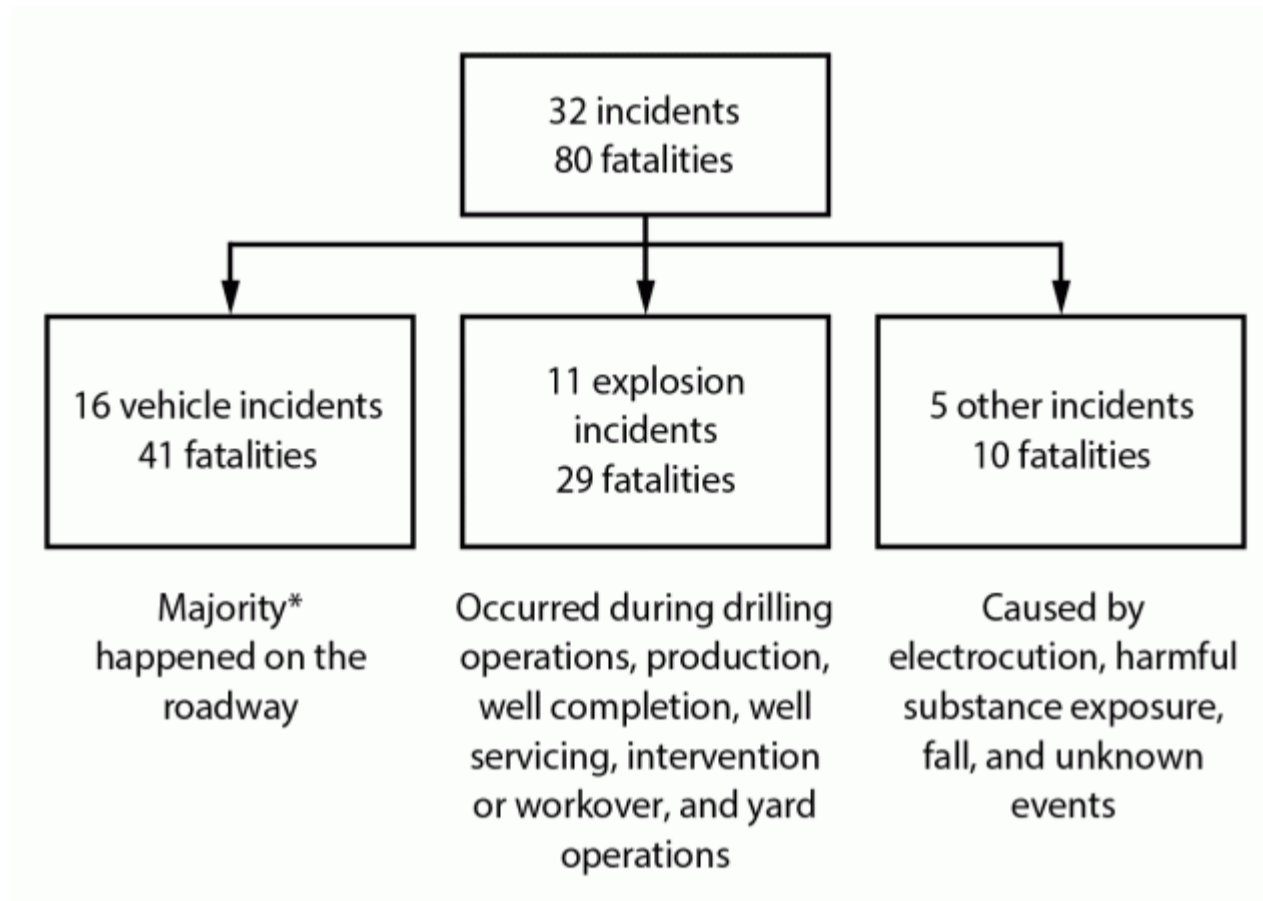 32 incidents
80 fatalities
16 vehicle incidents
41 fatalities
11 explosion
incidents
29 fatalities
5 other incidents
10 fatalities
Majority*
happened on the
roadway
Occurred during drilling
operations, production,
well completion, well
servicing, intervention
or workover, and yard
operations
Caused by
electrocution, harmful
substance exposure,
fall, and unknown
events